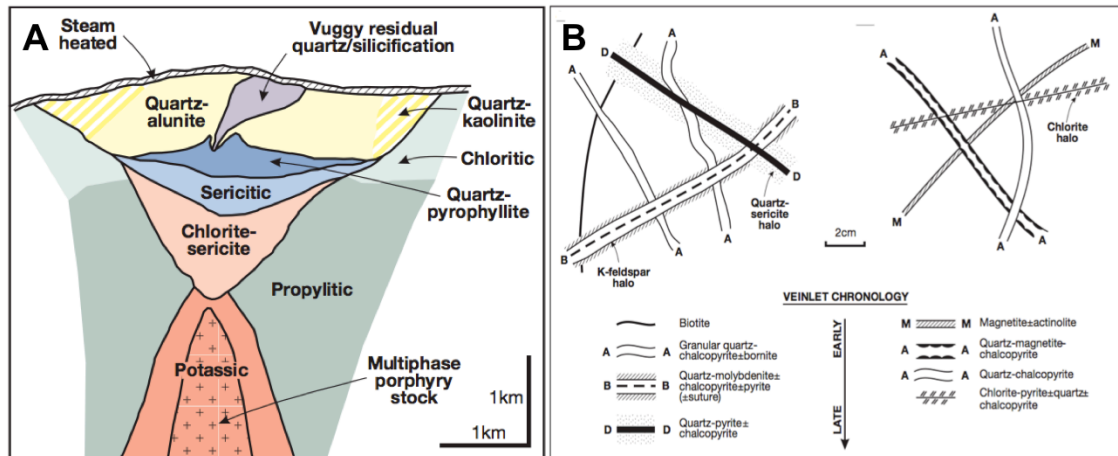 A
Steam
heated
Vuggy residual
quartz/silicification
Quartz-
alunite
Quartz-
kaolinite
Chloritic
Sericitic
Quartz-
pyrophyllite
Chlorite-
sericite
Propylitic
Potassic
Multiphase
porphyry
stock
1km
1km
B
A
D
A
B
Quartz-
sericite
halo
D
A
A
B
K-fespar
halo
A
A
M
Chlorite
halo
M
A
A
2cm
VEINLET CHRONOLOGY
Biotite
A A Granular quartz-
chalcopyrite±bornite
B B Quartz-molybdenite±
chalcopyrite±pyrite
(±suture)
D D Quartz-pyrite±
chalcopyrite
EARLY
LATE
M M Magnetite±actinolite
A A Quartz-magnetite-
chalcopyrite
A A Quartz-chalcopyrite
Chlorite-pyrite±quartz±
chalcopyrite